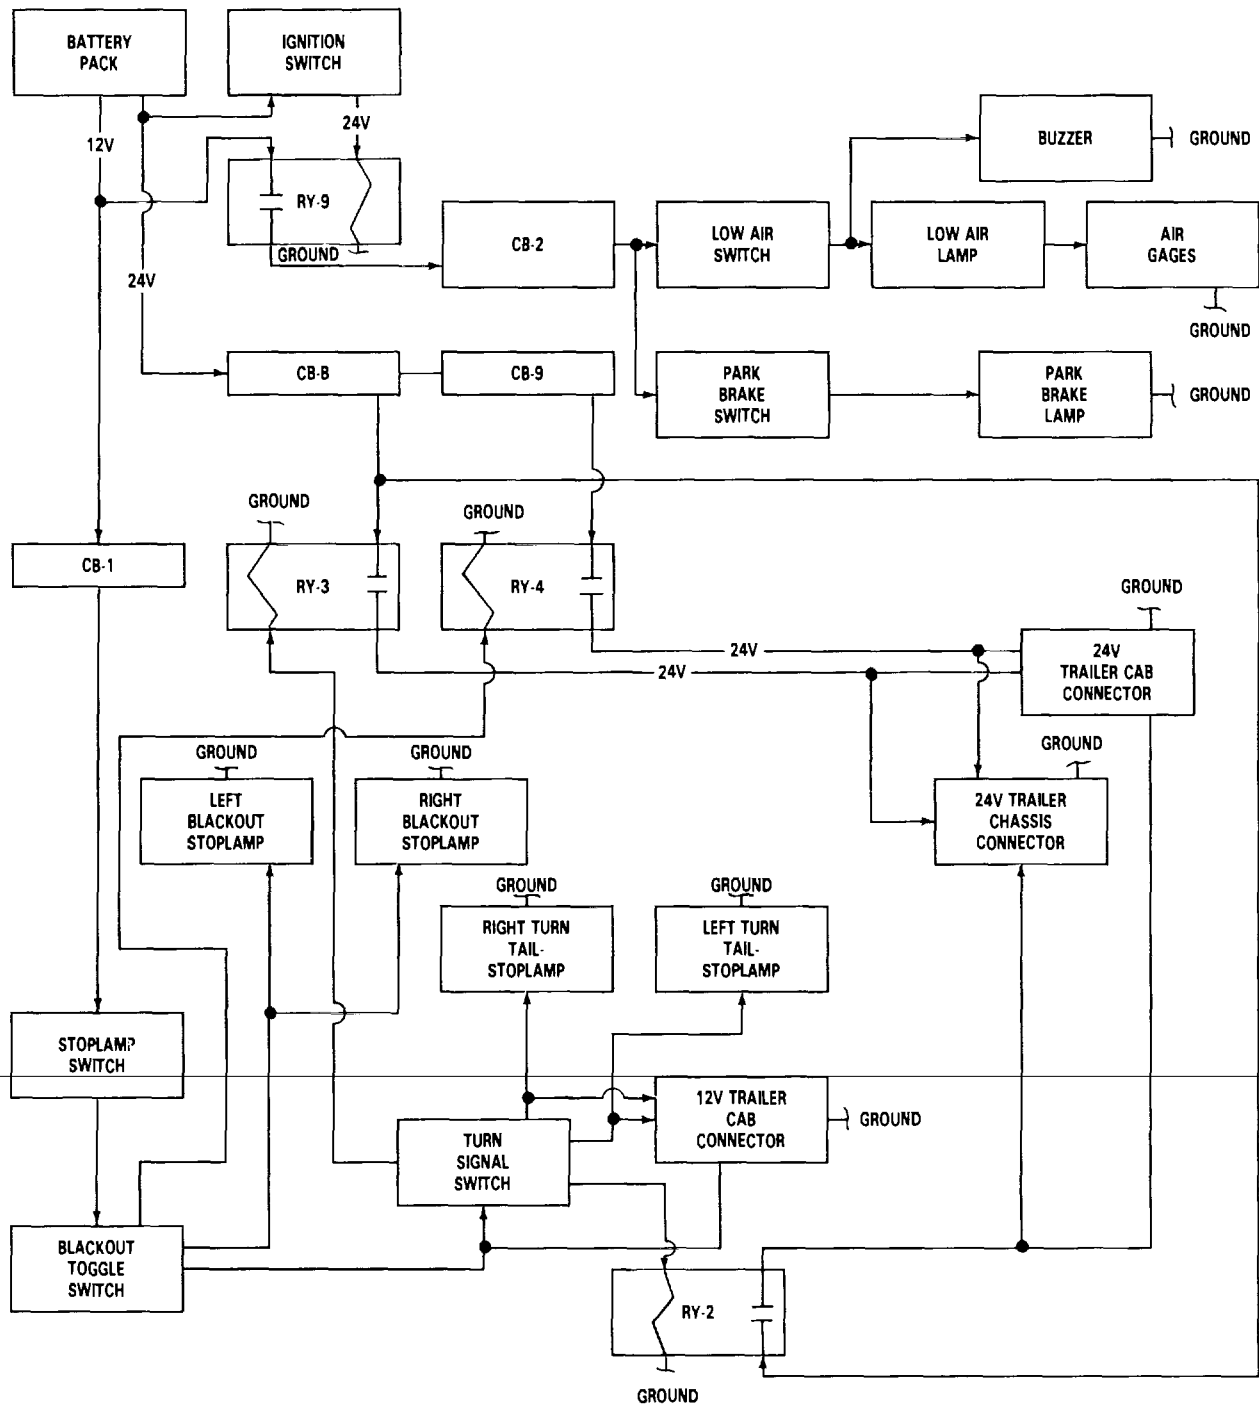 BATTERY
PACK
IGNITION
SWITCH
12V
24V
BUZZER
GROUND
RY-9
GROUND
CB-2
LOW AIR
SWITCH
LOW AIR
LAMP
AIR
GAGES
24V
GROUND
CB-8
CB-9
PARK
BRAKE
SWITCH
PARK
BRAKE
LAMP
GROUND
GROUND
GROUND
CB-1
RY-3
RY-4
GROUND
24V
24V
24V
TRAILER CAB
CONNECTOR
GROUND
GROUND
GROUND
LEFT
BLACKOUT
STOPLAMP
RIGHT
BLACKOUT
STOPLAMP
24V TRAILER
CHASSIS
CONNECTOR
GROUND
GROUND
RIGHT TURN
TAIL-
STOPLAMP
LEFT TURN
TAIL-
STOPLAMP
STOPLAMP
SWITCH
12V TRAILER
CAB
CONNECTOR
GROUND
TURN
SIGNAL
SWITCH
BLACKOUT
TOGGLE
SWITCH
RY-2
GROUND